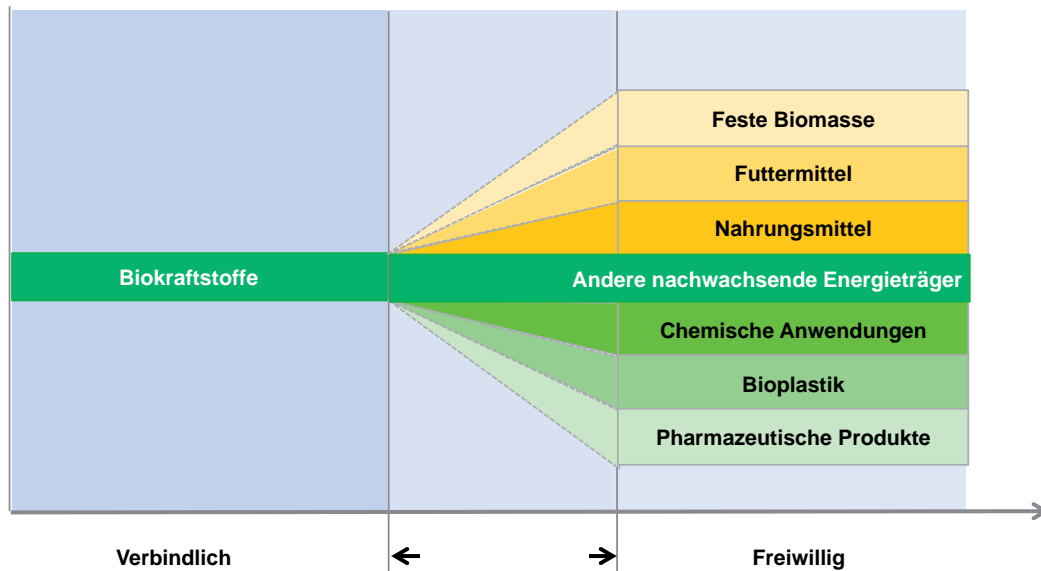 Feste Biomasse
Futtermittel
Nahrungsmittel
Biokraftstoffe
Andere nachwachsende Energieträger
Chemische Anwendungen
Bioplastik
Pharmazeutische Produkte
Verbindlich
Freiwillig